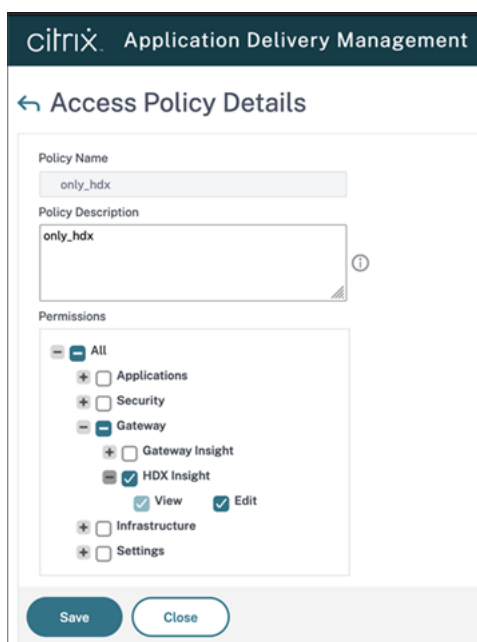 citrix Application Delivery Management
Access Policy Details
Policy Name
only_hdx
Policy Description
only_hdx
Permissions
All
Applications
Security
Gateway
Gateway Insight
HDX Insight
View Edit
Infrastructure
Settings
Save Close